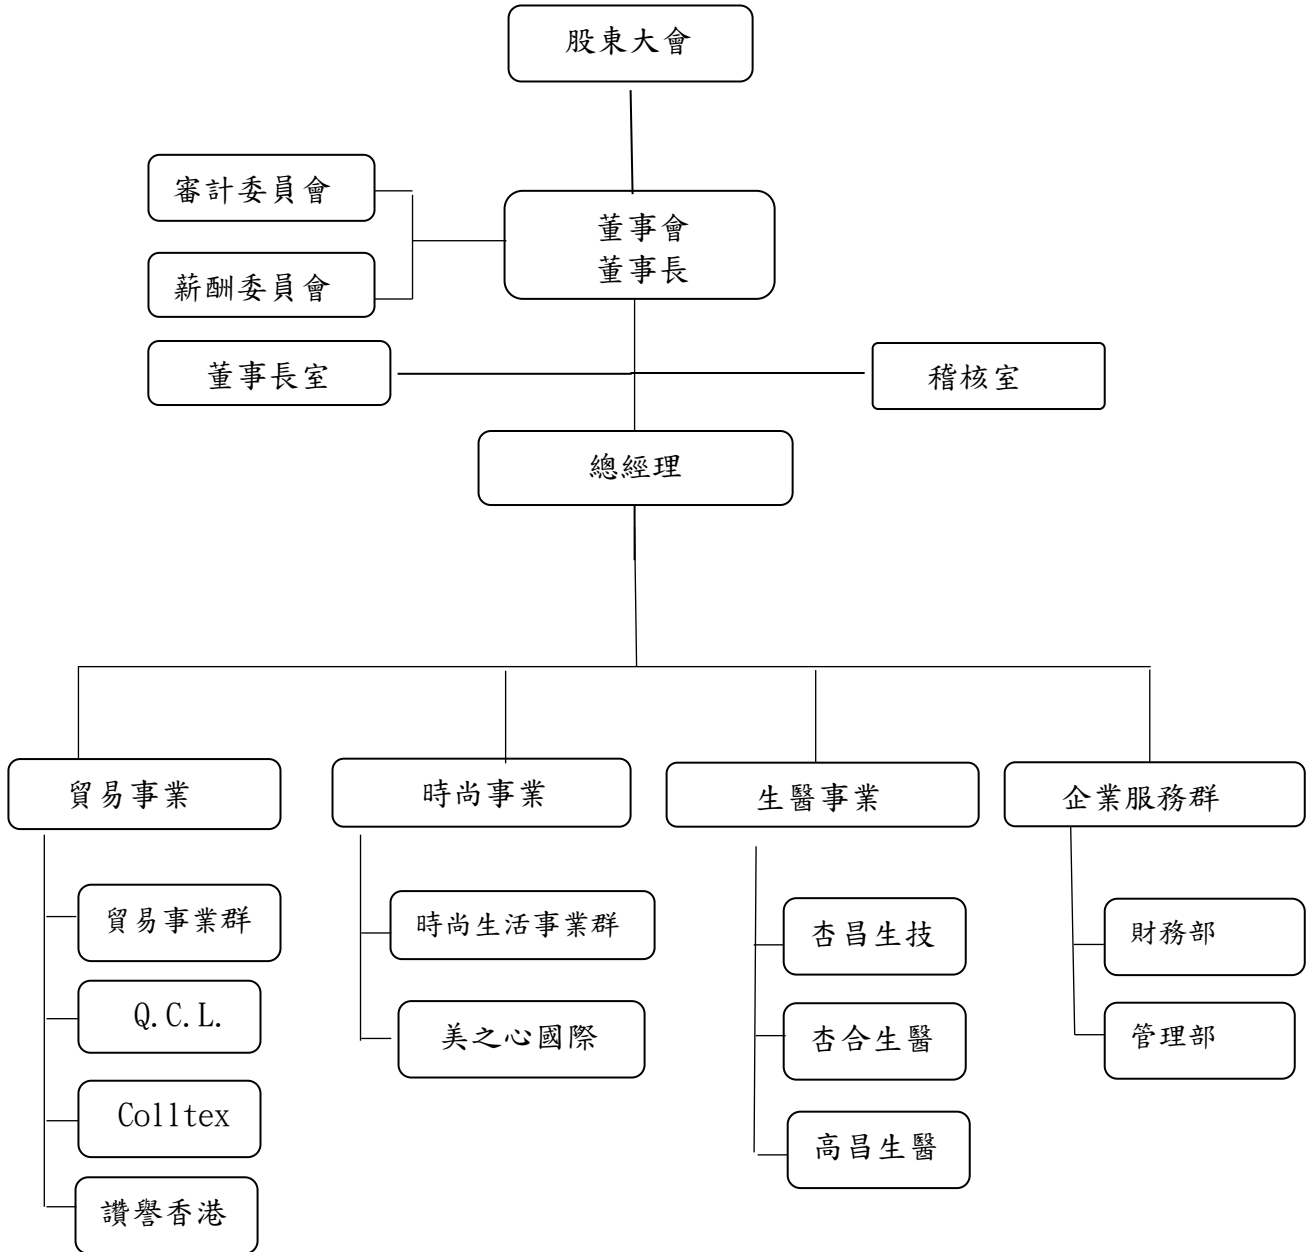 股東大會
審計委員會
董事會
董事長
薪酬委員會
董事長室
稽核室
總經理
貿易事業
時尚事業
生醫事業
企業服務群
貿易事業群
Q.C.L.
Colltex
讚譽香港
時尚生活事業群
美之心國際
杏昌生技
杏合生醫
高昌生醫
財務部
管理部